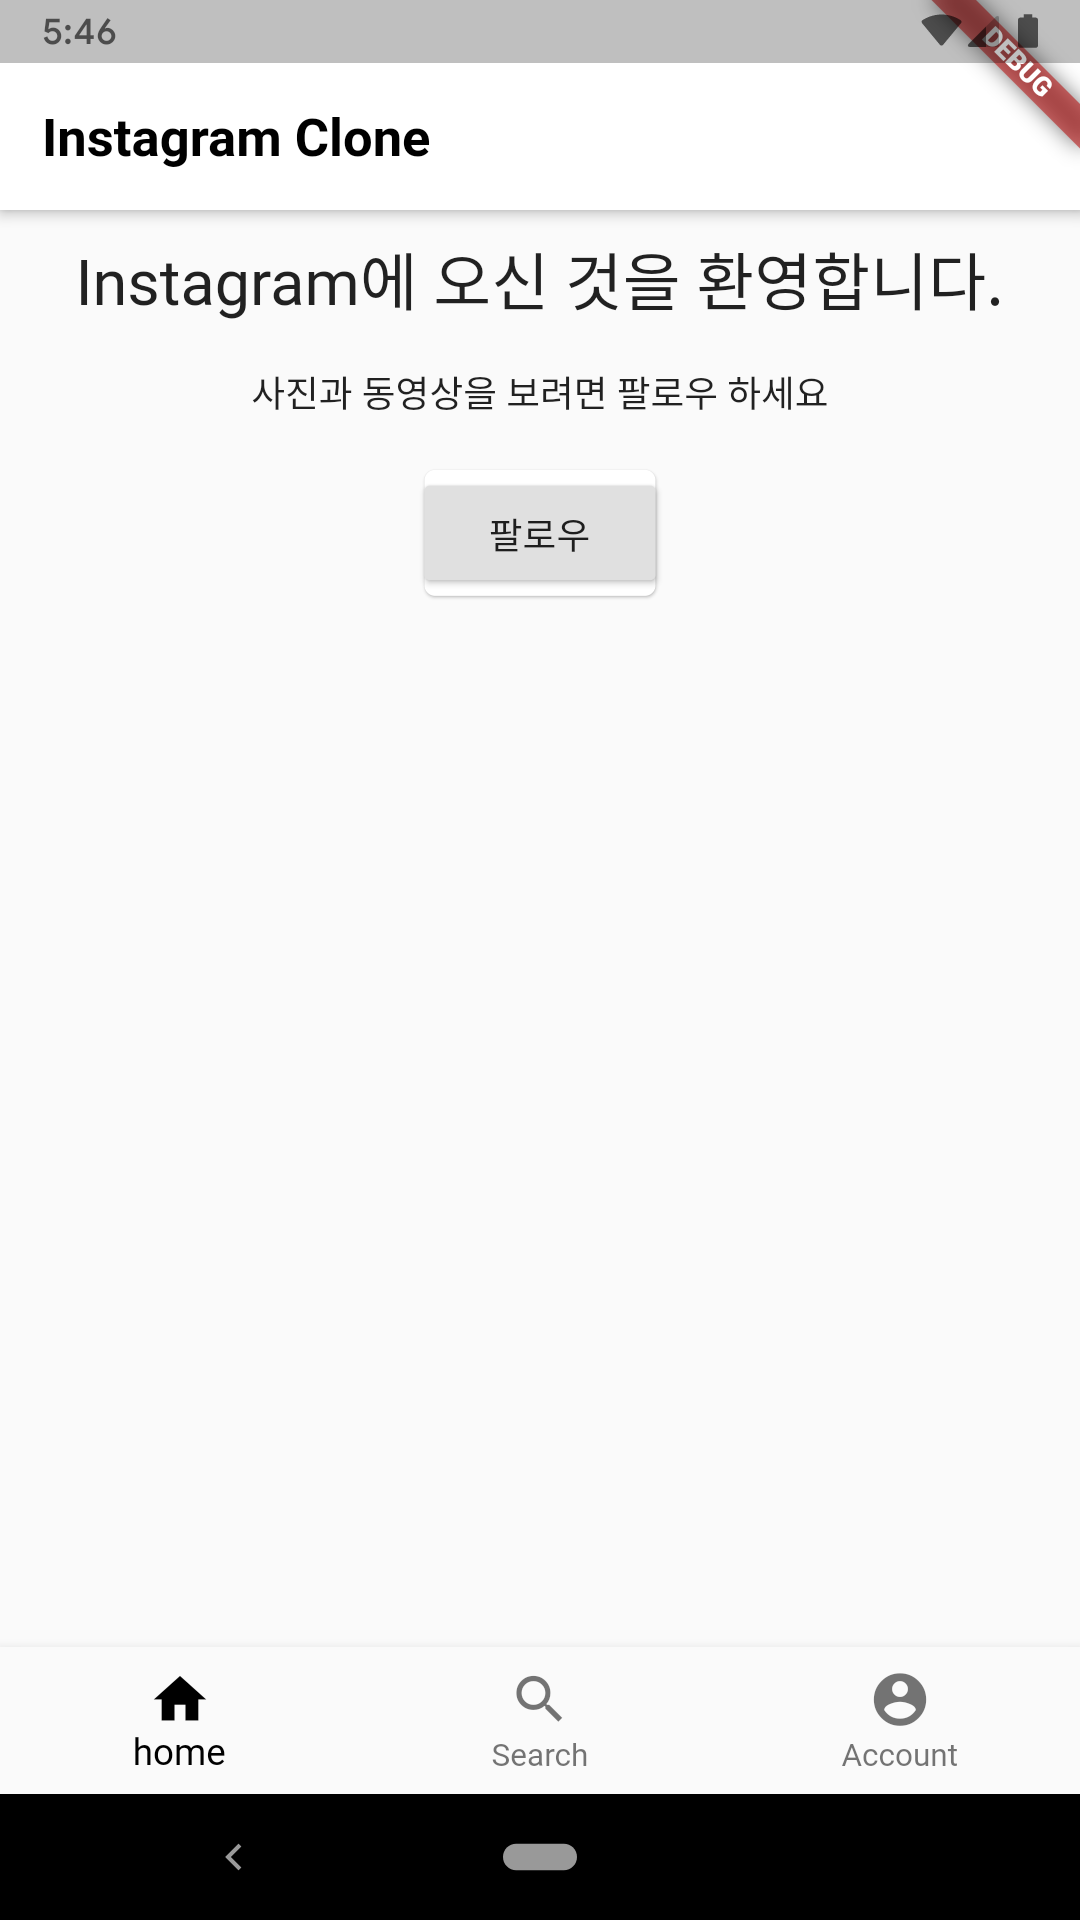 5:46
DEBUG
Instagram Clone
Instagram에 오신 것을 환영합니다.
사진과 동영상을 보려면 팔로우 하세요
팔로우
home
Search
Account